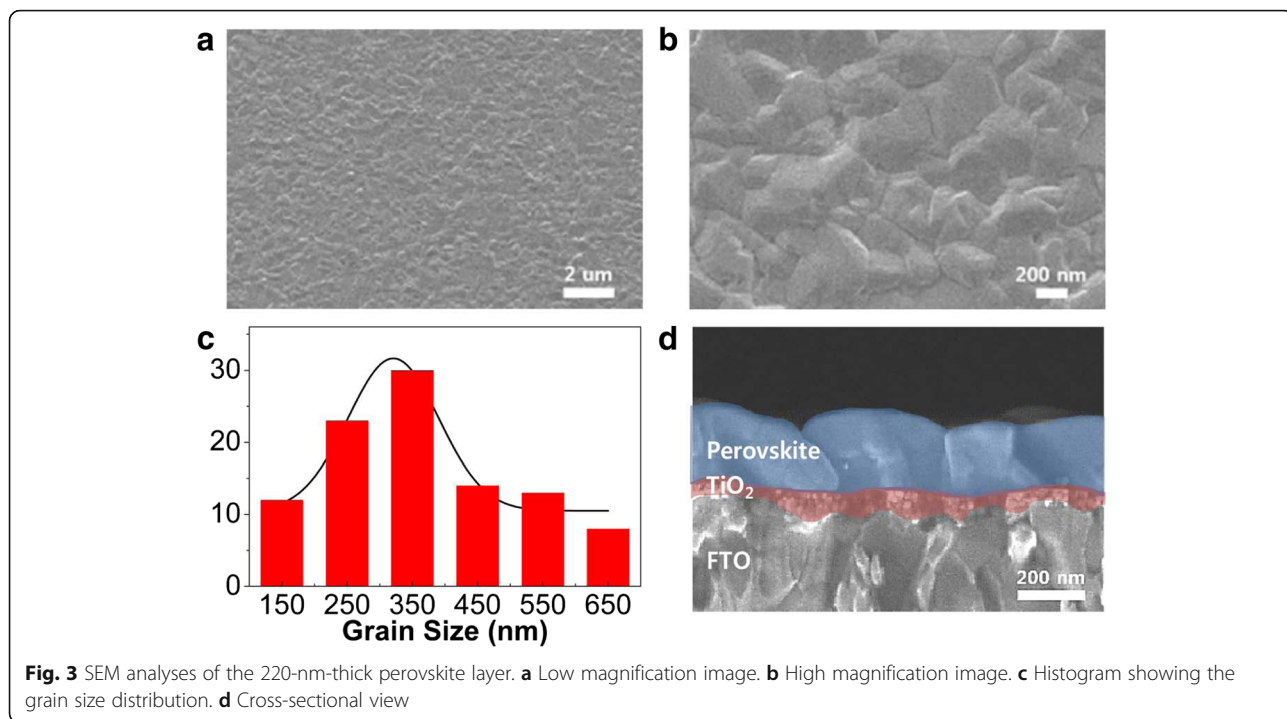 a
2 um
b
200 nm
c
30
20
10
0
150 250 350 450 550 650
Grain Size (nm)
d
Perovskite
TiO₂
FTO
200 nm
Fig. 3 SEM analyses of the 220-nm-thick perovskite layer. a Low magnification image. b High magnification image. c Histogram showing the
grain size distribution. d Cross-sectional view